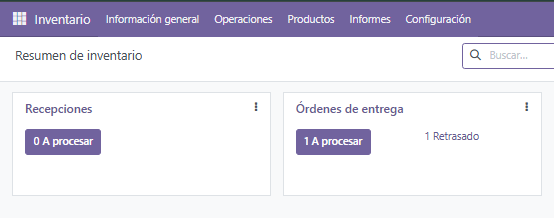 Inventario Información general Operaciones Productos Informes Configuración
Resumen de inventario Buscar...
Recepciones Órdenes de entrega
0 A procesar 1 A procesar 1 Retrasado